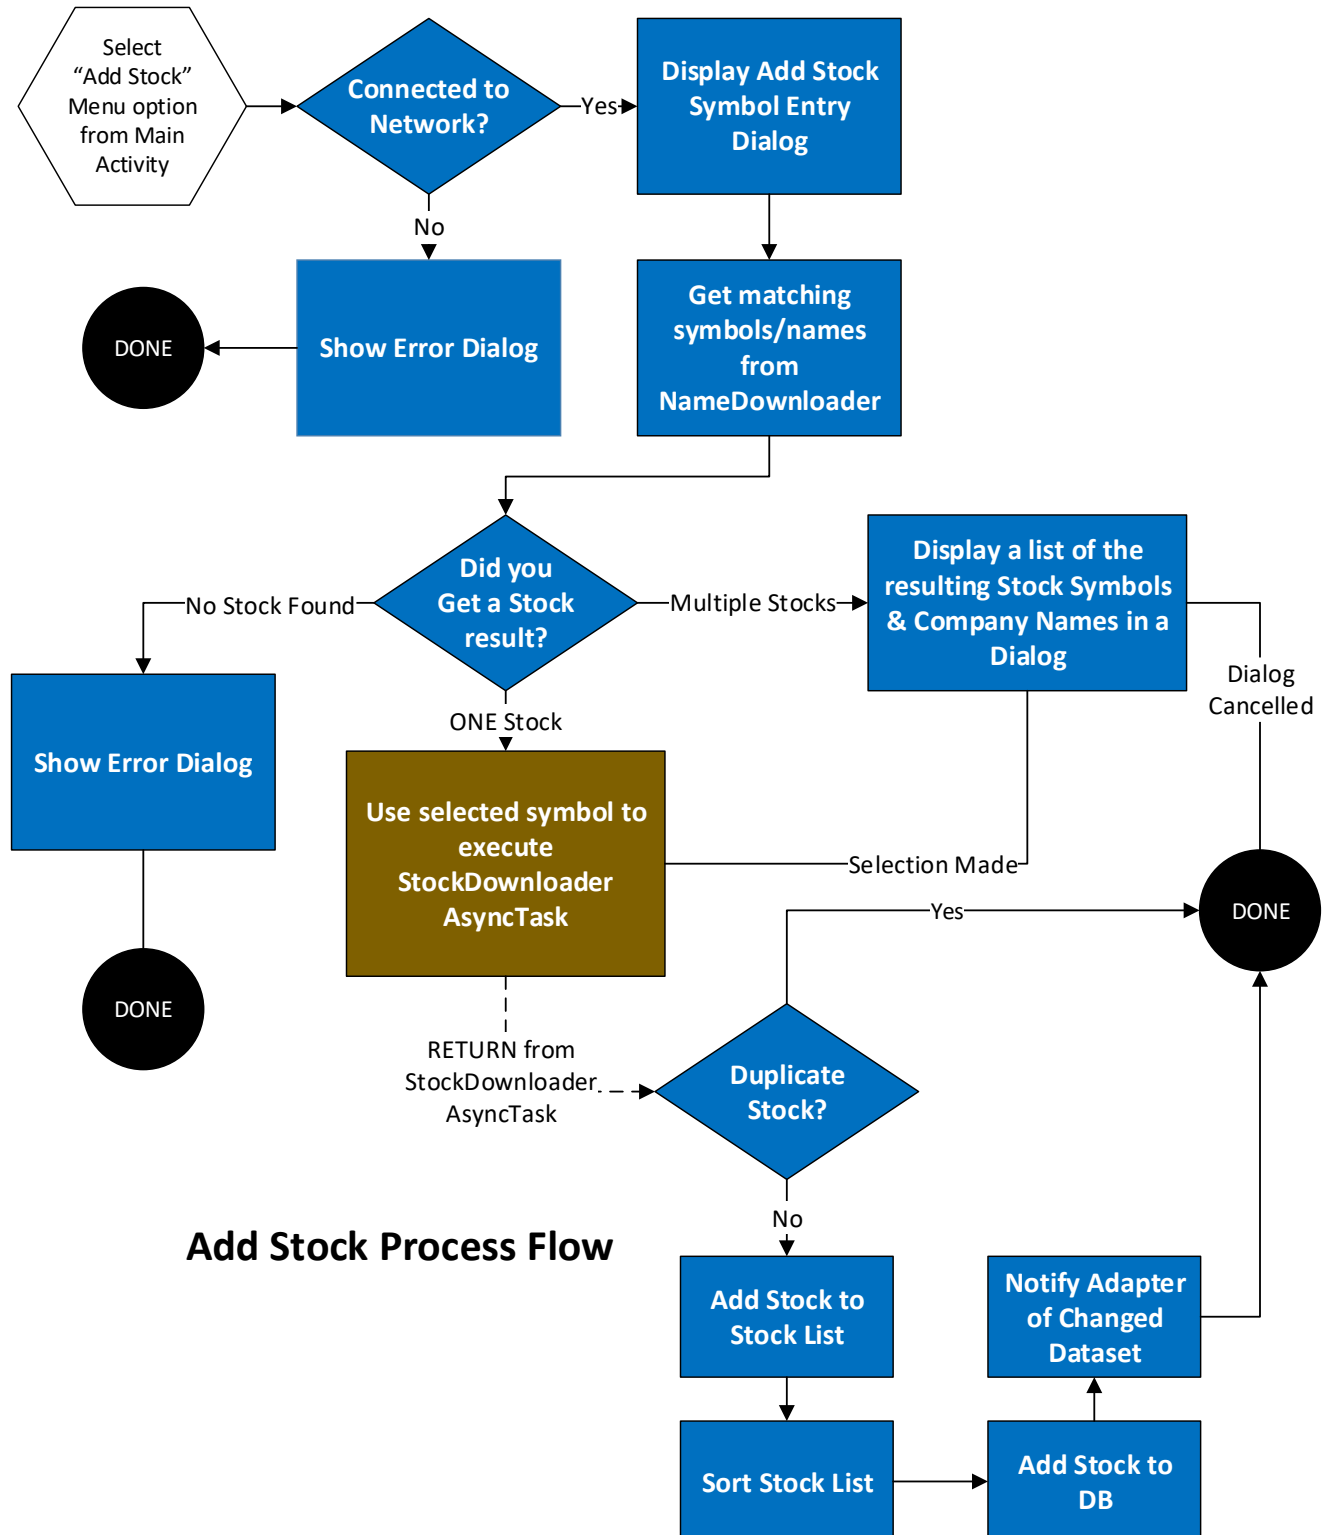 Select
“Add Stock”
Menu option
from Main
Activity
Connected to
Network?
Yes
Display Add Stock
Symbol Entry
Dialog
No
DONE
Show Error Dialog
Get matching
symbols/names
from
NameDownloader
Did you
Get a Stock
result?
No Stock Found
Multiple Stocks
Display a list of the
resulting Stock Symbols
& Company Names in a
Dialog
Dialog
Cancelled
ONE Stock
Show Error Dialog
Use selected symbol to
execute
StockDownloader
AsyncTask
Selection Made
Yes
DONE
DONE
RETURN from
StockDownloader
AsyncTask
Duplicate
Stock?
No
Add Stock Process Flow
Add Stock to
Stock List
Notify Adapter
of Changed
Dataset
Sort Stock List
Add Stock to
DB